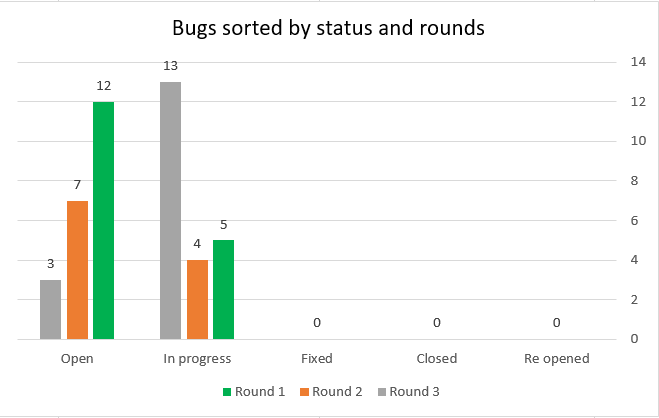 Bugs sorted by status and rounds
14
12
10
8
6
4
2
0
3
7
12
13
4
5
0
0
0
Open
In progress
Fixed
Closed
Re opened
Round 1
Round 2
Round 3